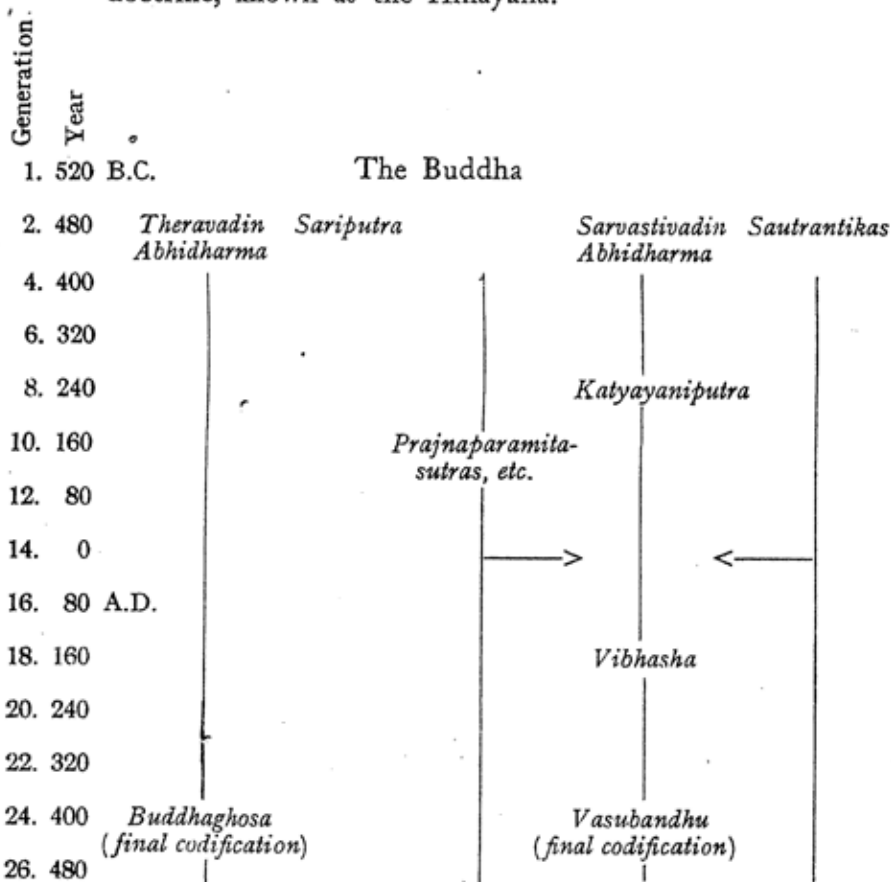 doctrine, known at the Hinayana.
Generation.
Year
1. 520 B.C. The Buddha
2. 480 Theravadin Sariputra Sarvastivadin Sautrantikas
Abhidharma Abhidharma
4. 400
6. 320
8. 240 Katyayaniputra
10. 160 Prajnaparamita-
sutras, etc.
12. 80
14. 0
16. 80 A.D.
18. 160 Vibhasha
20. 240
22. 320
24. 400 Buddhaghosa Vasubandhu
(final codification) (final codification)
26. 480